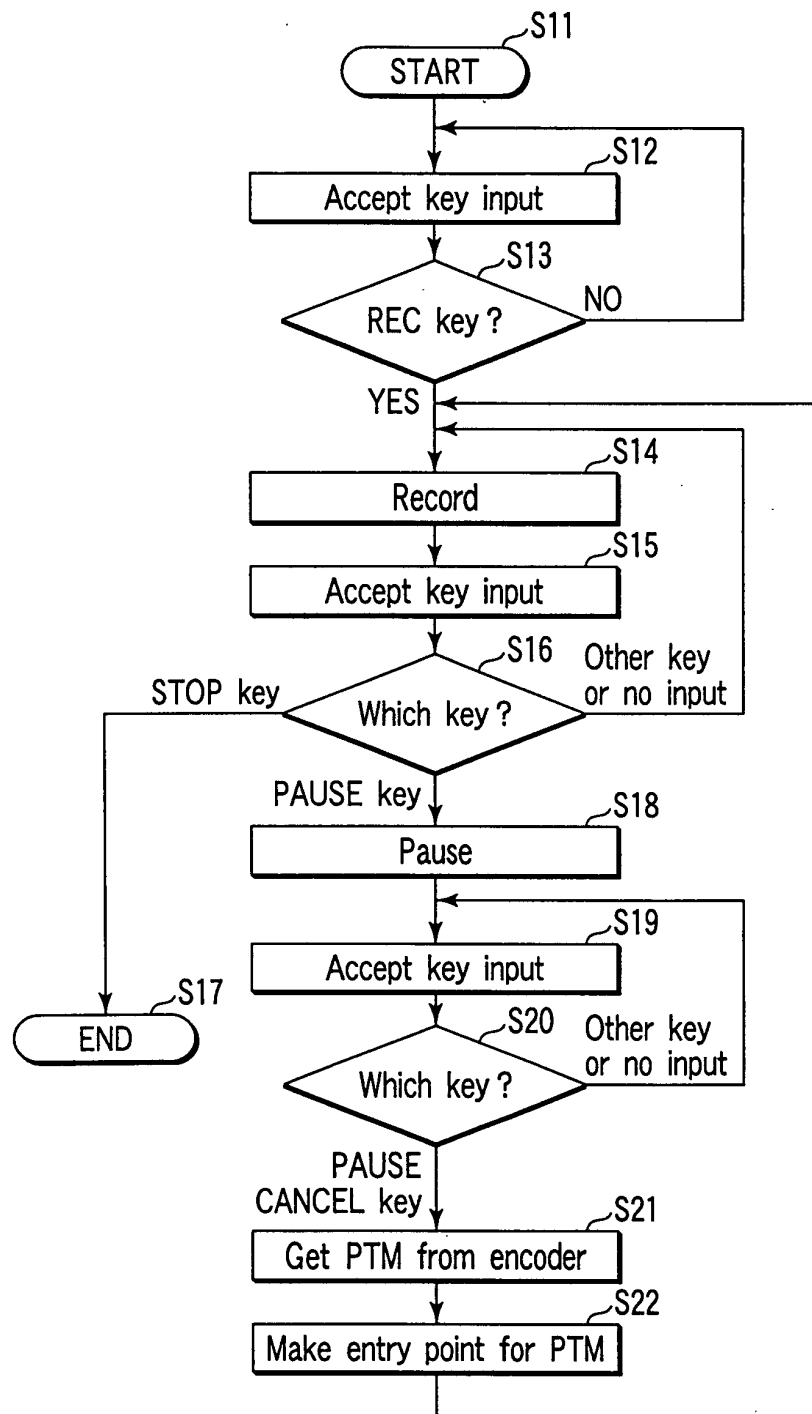 S11
START
S12
Accept key input
S13
REC key?
NO
YES
S14
Record
S15
Accept key input
S16
Other key
or no input
STOP key
Which key?
PAUSE key
S18
Pause
S19
Accept key input
S17
END
S20
Other key
or no input
Which key?
PAUSE
CANCEL key
S21
Get PTM from encoder
S22
Make entry point for PTM